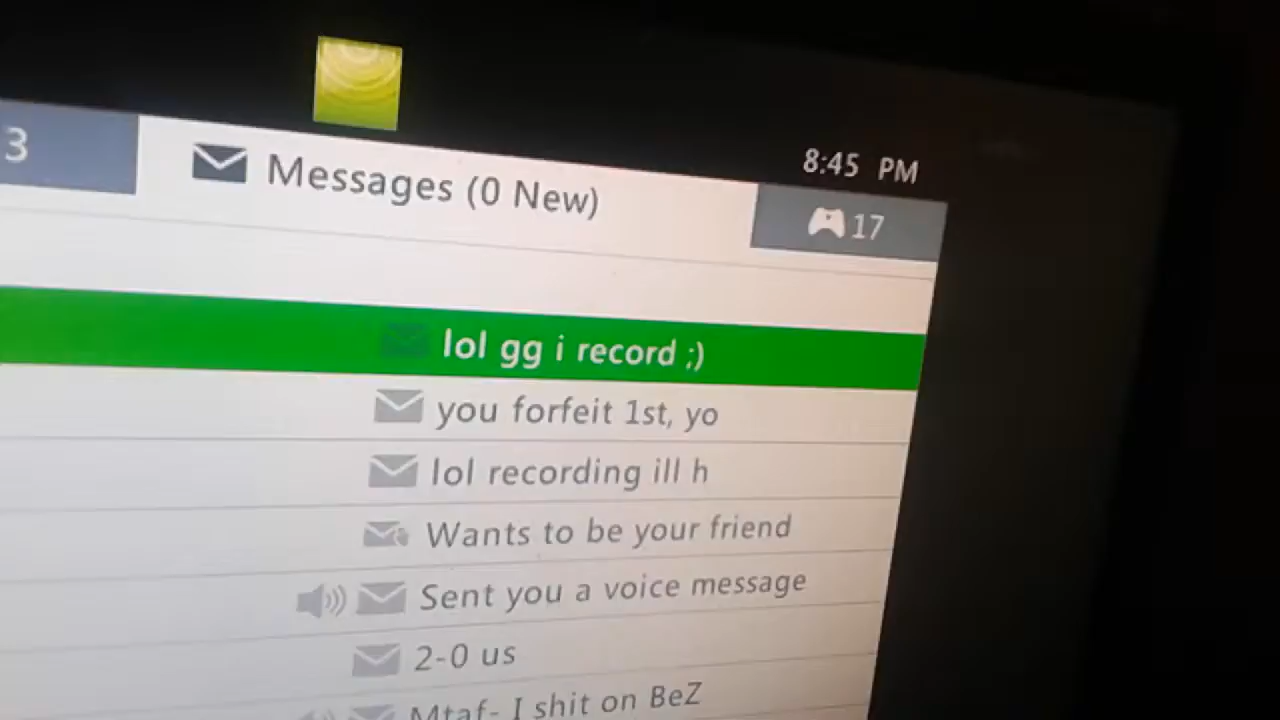 8:45 PM
3
Messages (0 New)
17
lol gg i record ;)
you forfeit 1st, yo
lol recording ill h
Wants to be your friend
Sent you a voice message
2-0 us
Mtaf- I shit on BeZ